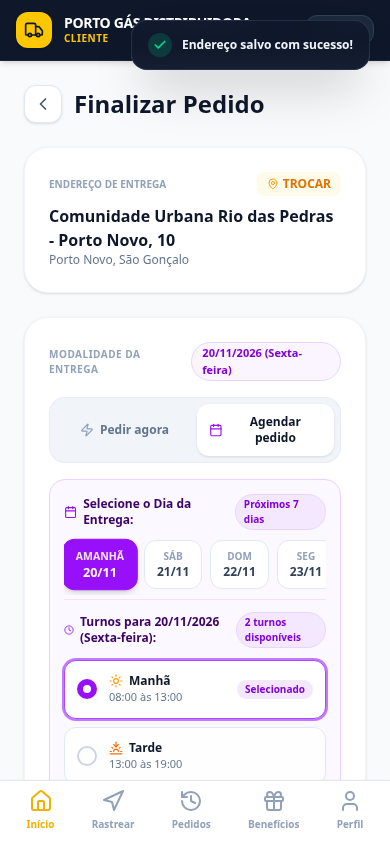 PORTO GÁS DISTRIBUIDORA
CLIENTE
Endereço salvo com sucesso!
Finalizar Pedido
ENDEREÇO DE ENTREGA
TROCAR
Comunidade Urbana Rio das Pedras
- Porto Novo, 10
Porto Novo, São Gonçalo
MODALIDADE DA
ENTREGA
20/11/2026 (Sexta-
feira)
Pedir agora
Agendar
pedido
Selecione o Dia da
Entrega:
Próximos 7
dias
AMANHÃ
20/11
SÁB
21/11
DOM
22/11
SEG
23/11
Turnos para 20/11/2026
(Sexta-feira):
2 turnos
disponíveis
Manhã
08:00 às 13:00
Selecionado
Tarde
13:00 às 19:00
Início
Rastrear
Pedidos
Benefícios
Perfil